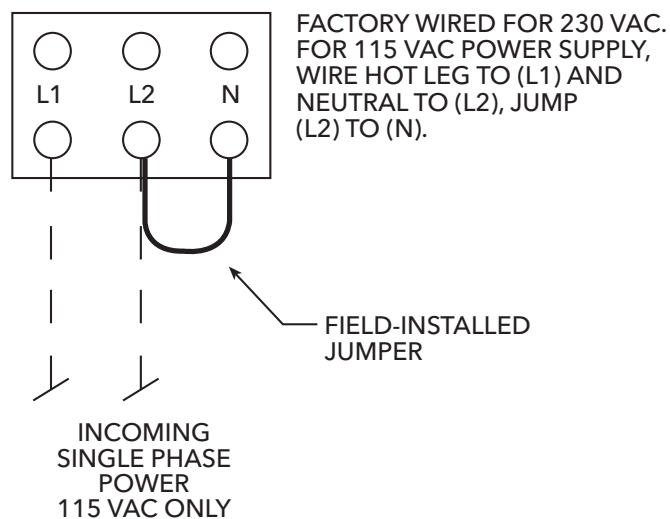 FACTORY WIRED FOR 230 VAC.
FOR 115 VAC POWER SUPPLY,
WIRE HOT LEG TO (L1) AND
NEUTRAL TO (L2), JUMP
(L2) TO (N).
L1 L2 N
FIELD-INSTALLED
JUMPER
INCOMING
SINGLE PHASE
POWER
115 VAC ONLY